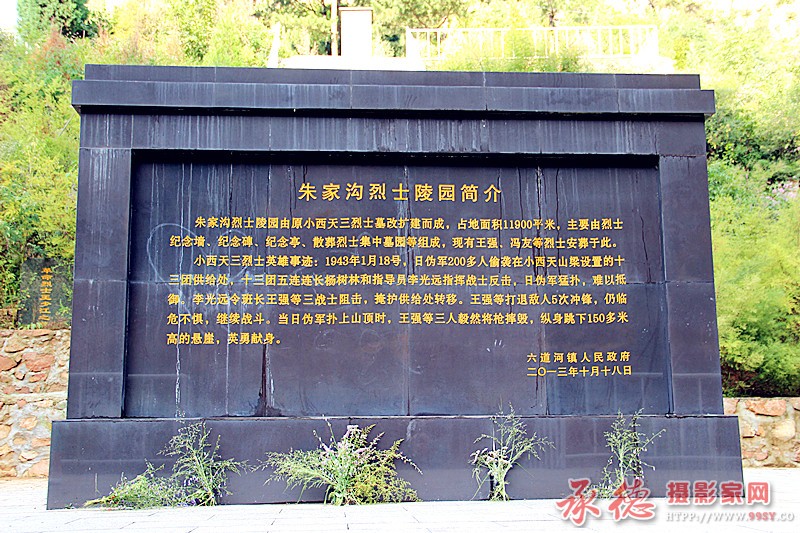 朱家沟烈士陵园简介
朱家沟烈士陵园由原小西天三烈士墓改扩建而成，占地面积11900平米，主要由烈士
纪念墙、纪念碑、纪念亭、散葬烈士集中墓园等组成，现有王强、冯友等烈士安葬于此。
小西天三烈士英雄事迹：1943年1月18号，日伪军200多人偷袭在小西天山梁设置的十
三团供给处，十三团五连连长杨树林和指导员李光远指挥战士反击，日伪军猛扑，难以抵
御。李光远令班长王强等三战士阻击，掩护供给处转移。王强等打退敌人5次冲修，仍临
危不惧，继续战斗。当日伪军扑上山顶时，王强等三人毅然将枪摔毁，纵身跳下150多米
高的悬崖，英勇献身。
六道河镇人民政府
二〇一三年十月十八日
承德摄影家网
HTTP://WWW.99SY.CO